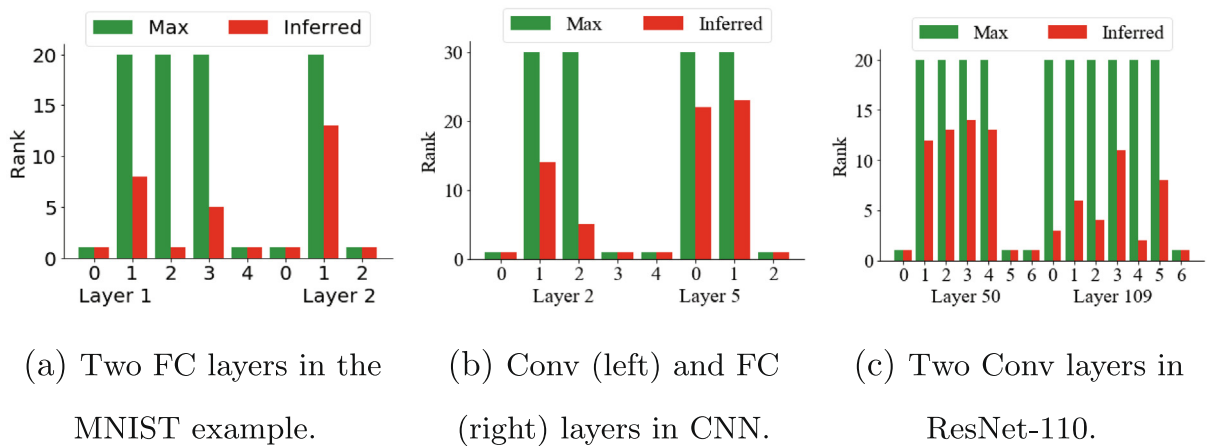 Max Inferred
20
15
10
5
0
Rank
0 1 2 3 4 0 1 2
Layer 1 Layer 2
Max Inferred
30
20
10
0
Rank
0 1 2 3 4 0 1 2
Layer 2 Layer 5
Max Inferred
20
15
10
5
0
Rank
0 1 2 3 4 5 6 0 1 2 3 4 5 6
Layer 50 Layer 109
(a) Two FC layers in the
MNIST example.
(b) Conv (left) and FC
(right) layers in CNN.
(c) Two Conv layers in
ResNet-110.